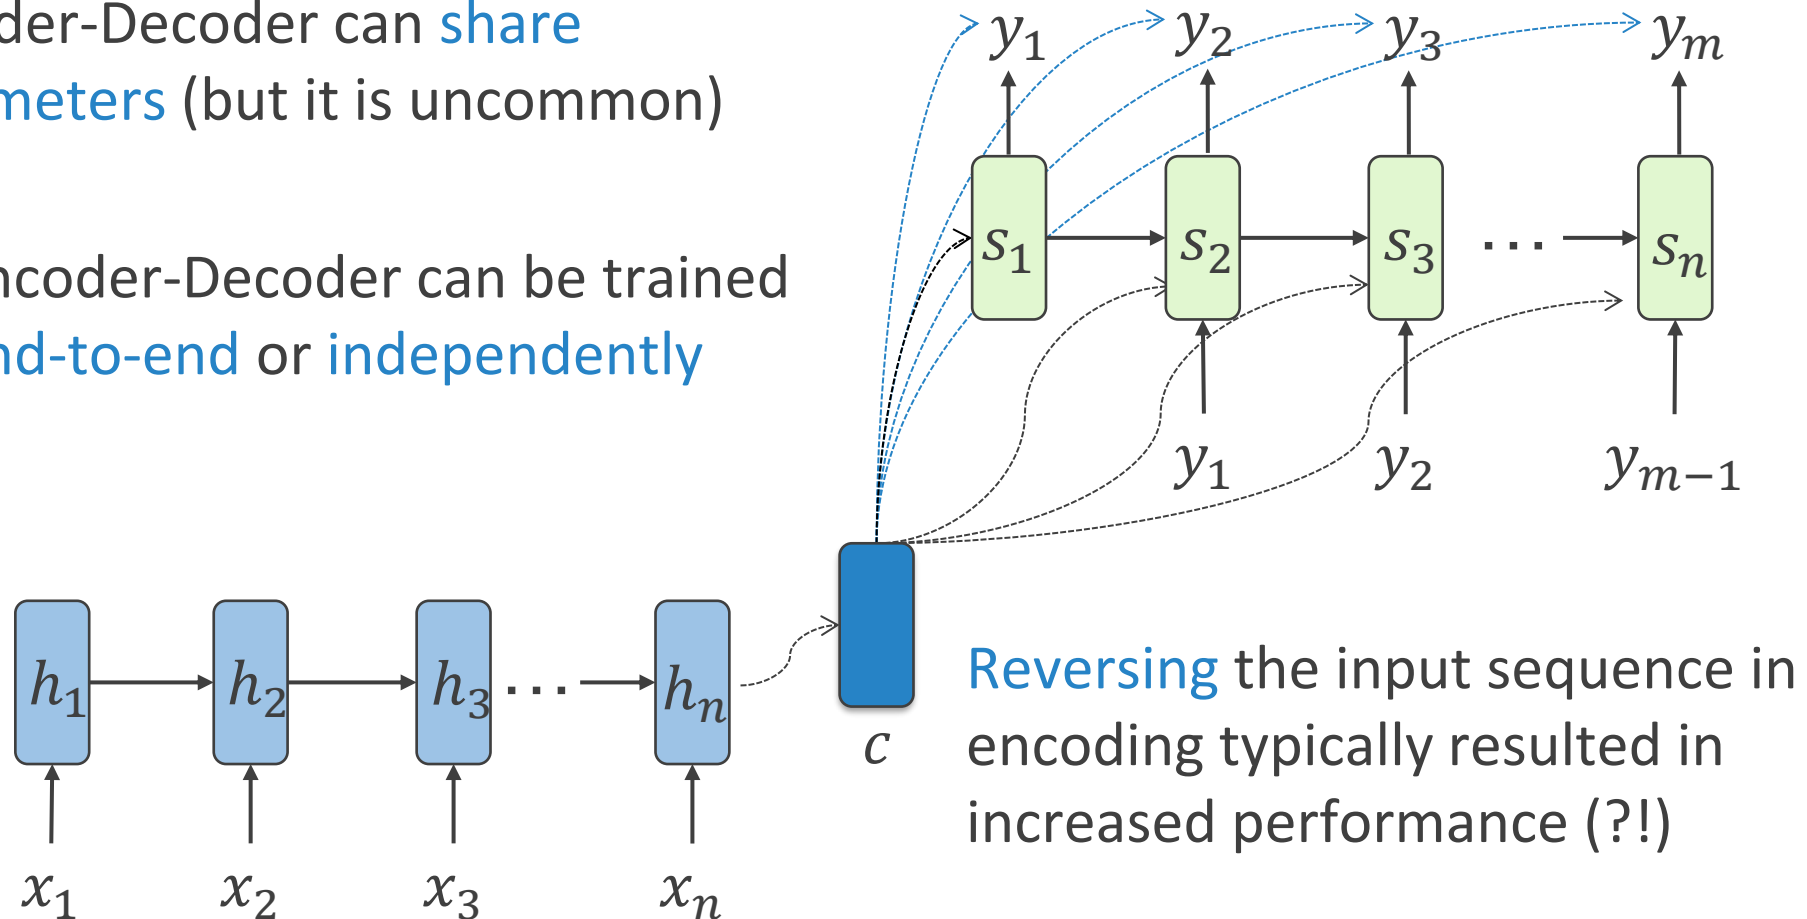 der-Decoder can share
meters (but it is uncommon)
ncoder-Decoder can be trained
nd-to-end or independently
y₁ y₂ y₃ yₘ
s₁ s₂ s₃ ... sₙ
y₁ y₂ yₘ₋₁
h₁ h₂ h₃ ... hₙ
c
x₁ x₂ x₃ xₙ
Reversing the input sequence in
encoding typically resulted in
increased performance (?!)